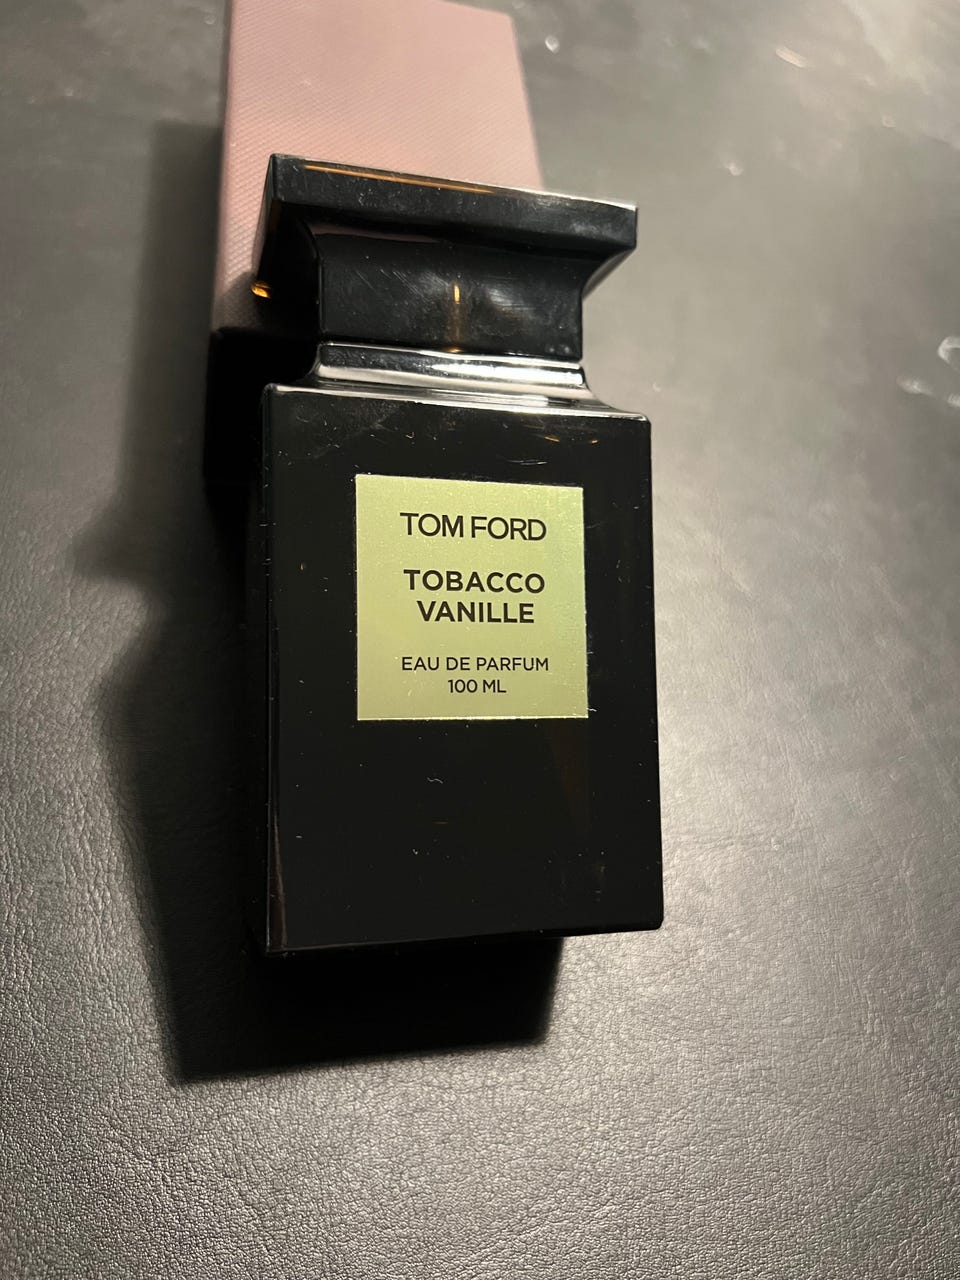 TOM FORD
TOBACCO
VANILLE
EAU DE PARFUM
100 ML